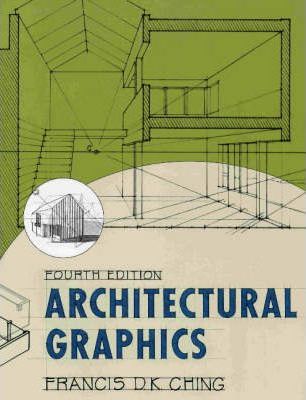 FOURTH EDITION
ARCHITECTURAL
GRAPHICS
FRANCIS D.K. CHING